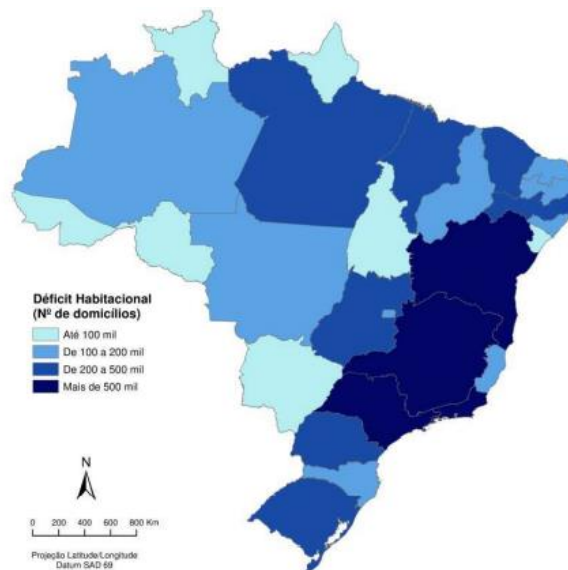 Déficit Habitacional
(Nº de domicílios)
Até 100 mil
De 100 a 200 mil
De 200 a 500 mil
Mais de 500 mil
N
0 200 400 600 800 Km
Projeção Latitude/Longitude
Datum SAD 69